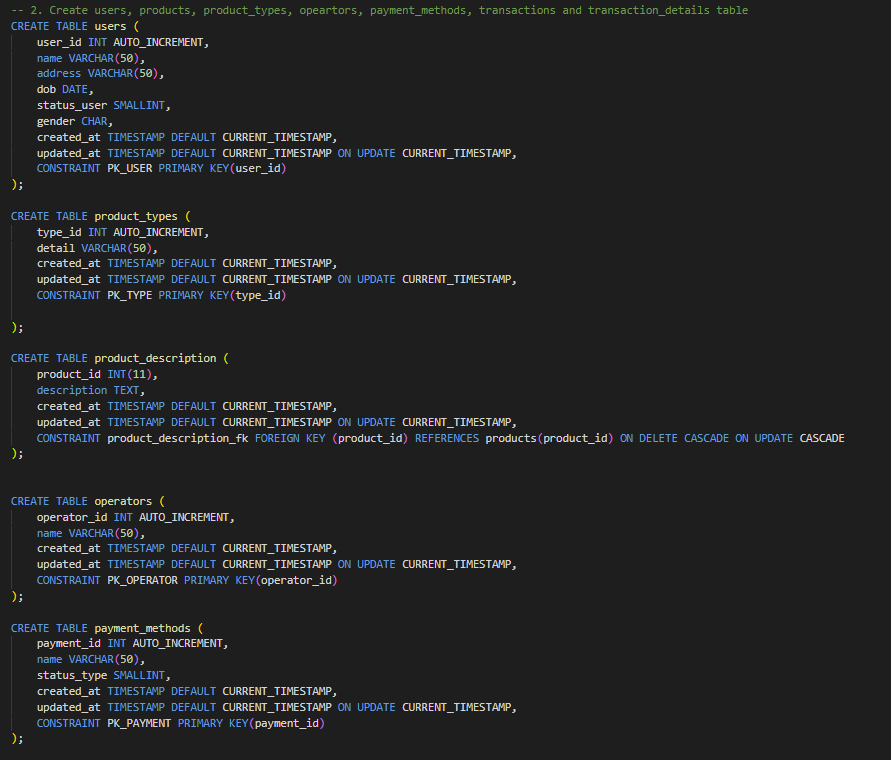 -- 2. Create users, products, product_types, opeartors, payment_methods, transactions and transaction_details table
CREATE TABLE users (
    user_id INT AUTO_INCREMENT,
    name VARCHAR(50),
    address VARCHAR(50),
    dob DATE,
    status_user SMALLINT,
    gender CHAR,
    created_at TIMESTAMP DEFAULT CURRENT_TIMESTAMP,
    updated_at TIMESTAMP DEFAULT CURRENT_TIMESTAMP ON UPDATE CURRENT_TIMESTAMP,
    CONSTRAINT PK_USER PRIMARY KEY(user_id)
);

CREATE TABLE product_types (
    type_id INT AUTO_INCREMENT,
    detail VARCHAR(50),
    created_at TIMESTAMP DEFAULT CURRENT_TIMESTAMP,
    updated_at TIMESTAMP DEFAULT CURRENT_TIMESTAMP ON UPDATE CURRENT_TIMESTAMP,
    CONSTRAINT PK_TYPE PRIMARY KEY(type_id)

);

CREATE TABLE product_description (
    product_id INT(11),
    description TEXT,
    created_at TIMESTAMP DEFAULT CURRENT_TIMESTAMP,
    updated_at TIMESTAMP DEFAULT CURRENT_TIMESTAMP ON UPDATE CURRENT_TIMESTAMP,
    CONSTRAINT product_description_fk FOREIGN KEY (product_id) REFERENCES products(product_id) ON DELETE CASCADE ON UPDATE CASCADE
);


CREATE TABLE operators (
    operator_id INT AUTO_INCREMENT,
    name VARCHAR(50),
    created_at TIMESTAMP DEFAULT CURRENT_TIMESTAMP,
    updated_at TIMESTAMP DEFAULT CURRENT_TIMESTAMP ON UPDATE CURRENT_TIMESTAMP,
    CONSTRAINT PK_OPERATOR PRIMARY KEY(operator_id)
);

CREATE TABLE payment_methods (
    payment_id INT AUTO_INCREMENT,
    name VARCHAR(50),
    status_type SMALLINT,
    created_at TIMESTAMP DEFAULT CURRENT_TIMESTAMP,
    updated_at TIMESTAMP DEFAULT CURRENT_TIMESTAMP ON UPDATE CURRENT_TIMESTAMP,
    CONSTRAINT PK_PAYMENT PRIMARY KEY(payment_id)
);